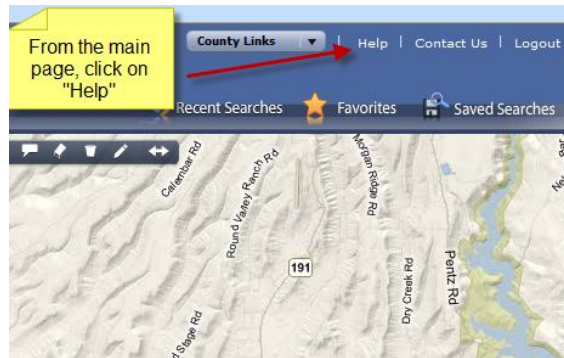 From the main
page, click on
"Help"
County Links
Help | Contact Us | Logout
Recent Searches
Favorites
Saved Searches
Calambar Rd
Round Valley Ranch Rd
Morgan Ridge Rd
191
Dry Creek Rd
Pentz Rd
d Stage Rd